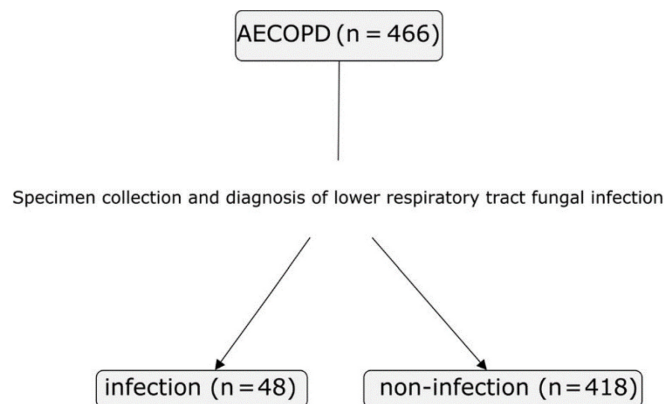 AECOPD (n = 466)
Specimen collection and diagnosis of lower respiratory tract fungal infection
infection (n = 48)
non-infection (n = 418)